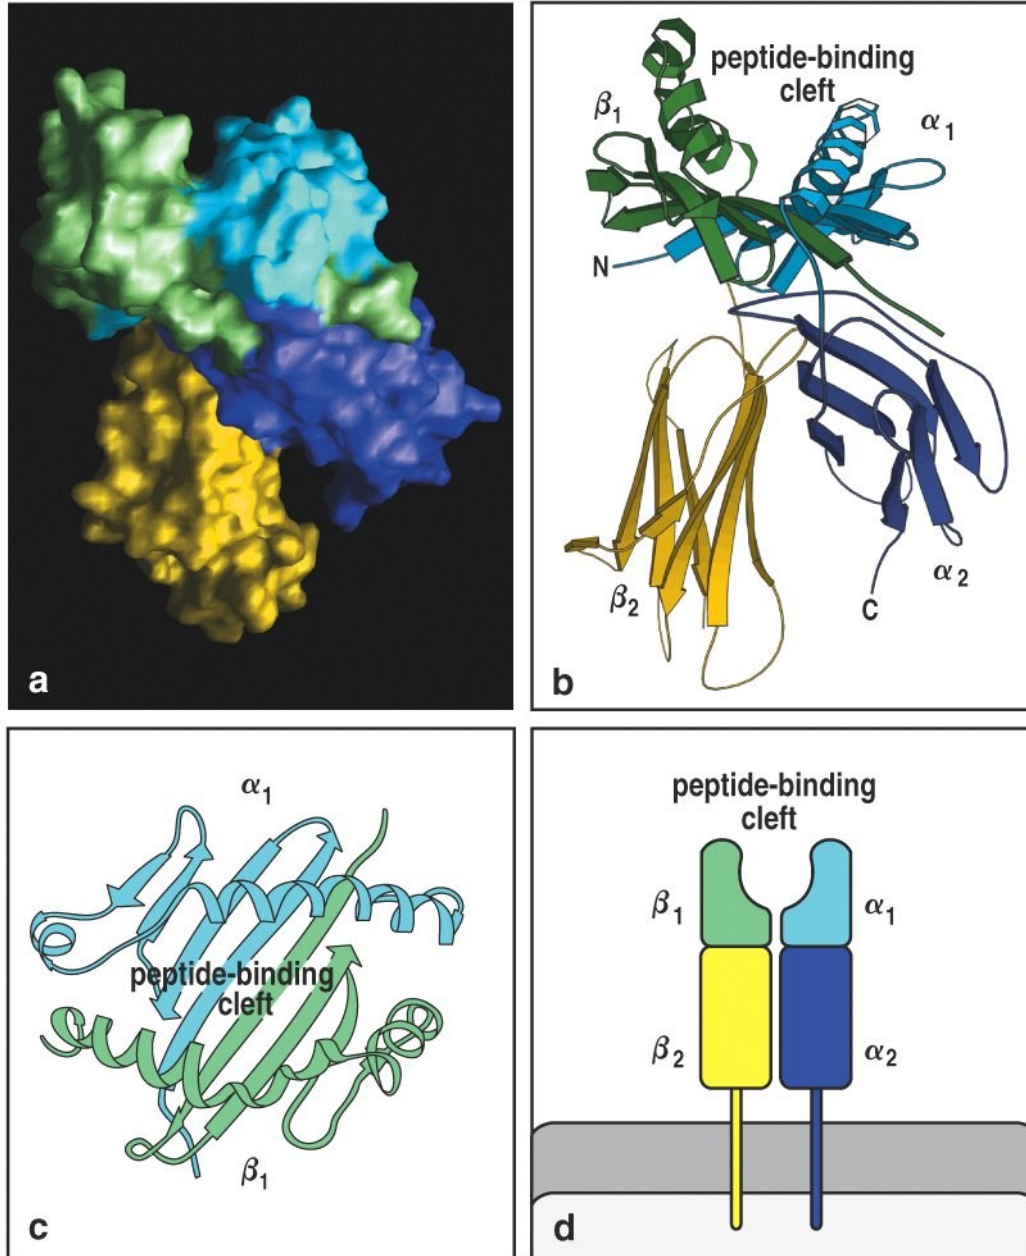 a
peptide-binding
cleft
β1
α1
N
β2
α2
C
b
α1
peptide-binding
cleft
β1
c
peptide-binding
cleft
β1
α1
β2
α2
d